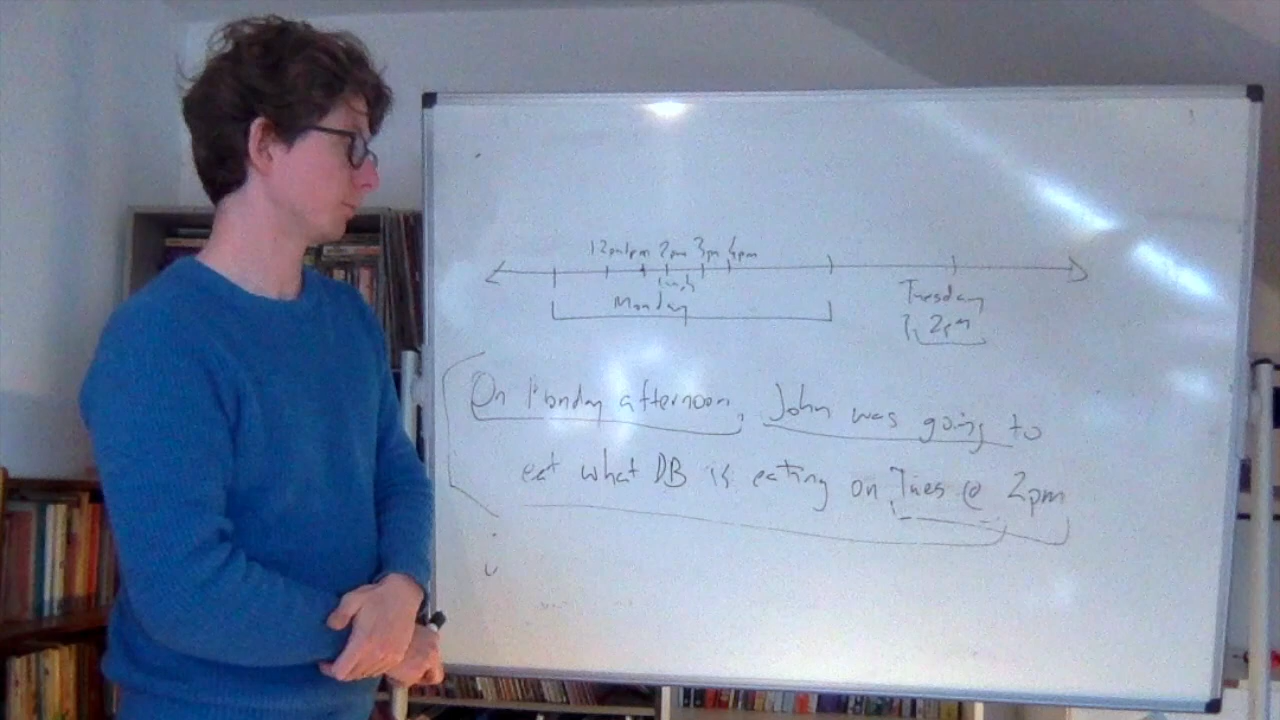 12pm 1pm 2pm 3pm 4pm
lunch
Monday
Tuesday
2pm
On Monday afternoon, John was going to
eat what DB is eating on Tues @ 2pm